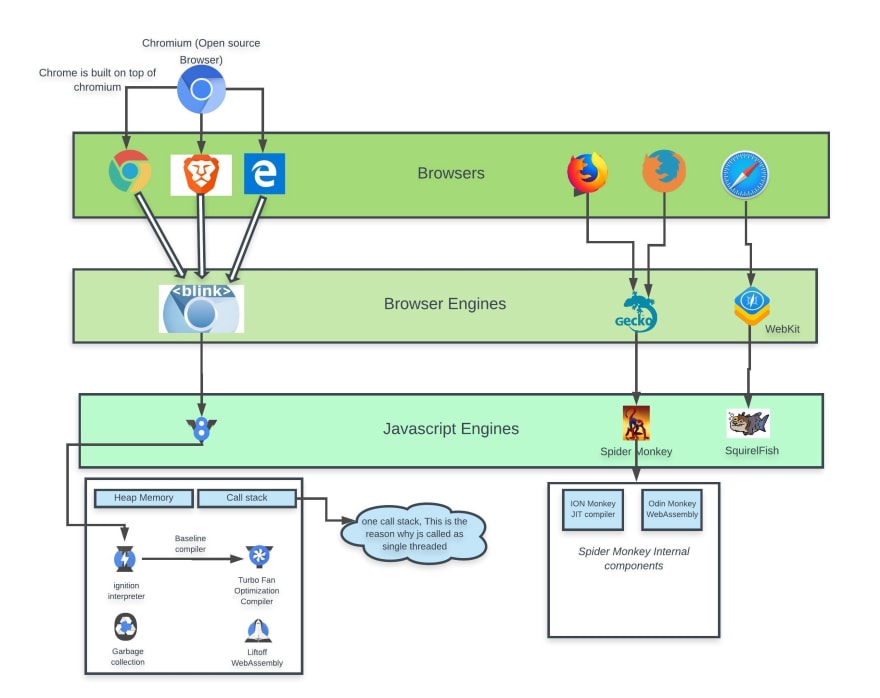 Chromium (Open source
Browser)
Chrome is built on top of
chromium
Browsers
<blink>
Browser Engines
GECKO
WebKit
Javascript Engines
Spider Monkey
SquirelFish
Heap Memory
Call stack
one call stack, This is the
reason why js called as
single threaded
ION Monkey
JIT compiler
Odin Monkey
WebAssembly
Baseline
compiler
Spider Monkey Internal
components
ignition
interpreter
Turbo Fan
Optimization
Compiler
Garbage
collection
Liftoff
WebAssembly